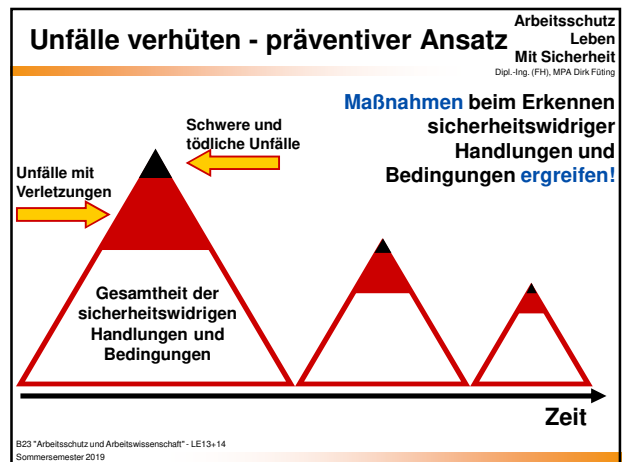 Unfälle verhüten - präventiver Ansatz
Arbeitsschutz
Leben
Mit Sicherheit
Dipl.-Ing. (FH), MPA Dirk Füting
Maßnahmen beim Erkennen
sicherheitswidriger
Handlungen und
Bedingungen ergreifen!
Schwere und
tödliche Unfälle
Unfälle mit
Verletzungen
Gesamtheit der
sicherheitswidrigen
Handlungen und
Bedingungen
Zeit
B23 "Arbeitsschutz und Arbeitswissenschaft" - LE13+14
Sommersemester 2019